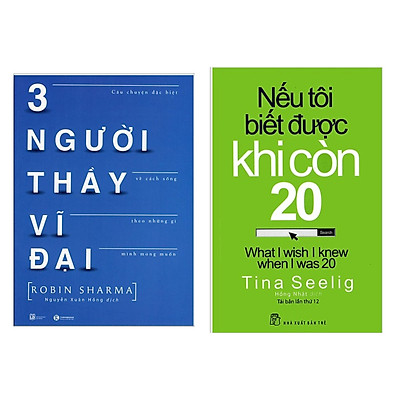 Câu chuyện đặc biệt
3
NGƯỜI
về cách sống
THẦY
theo những gì
VĨ
mình mong muốn
ĐẠI
[ROBIN SHARMA]
Nguyễn Xuân Hồng dịch
Nếu tôi
biết được
khi còn
20
Search
What I wish I knew
when I was 20
Tina Seelig
Hồng Nhật dịch
Tái bản lần thứ 12
NHÀ XUẤT BẢN TRẺ